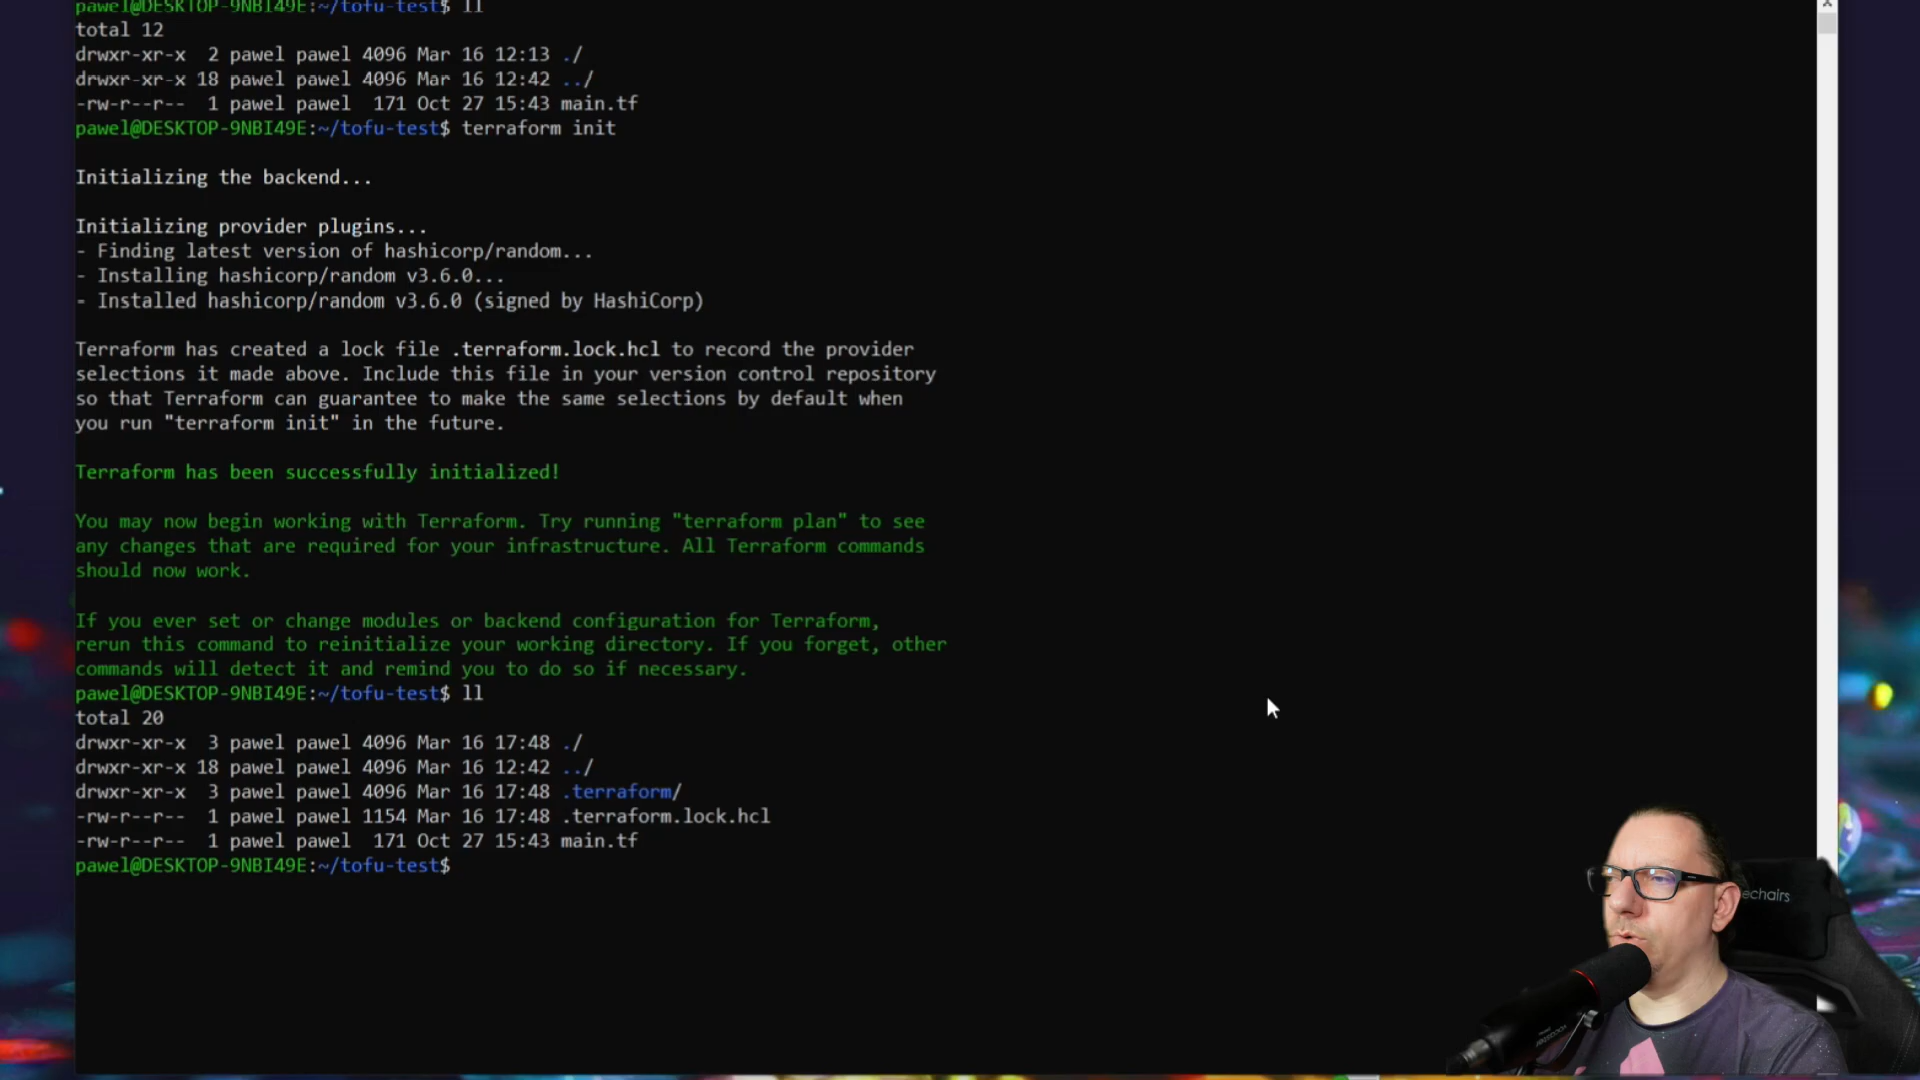 pawel@DESKTOP-9NBI49E:~/tofu-test$ ll
total 12
drwxr-xr-x  2 pawel pawel 4096 Mar 16 12:13 ./
drwxr-xr-x 18 pawel pawel 4096 Mar 16 12:42 ../
-rw-r--r--  1 pawel pawel  171 Oct 27 15:43 main.tf
pawel@DESKTOP-9NBI49E:~/tofu-test$ terraform init
Initializing the backend...
Initializing provider plugins...
- Finding latest version of hashicorp/random...
- Installing hashicorp/random v3.6.0...
- Installed hashicorp/random v3.6.0 (signed by HashiCorp)
Terraform has created a lock file .terraform.lock.hcl to record the provider
selections it made above. Include this file in your version control repository
so that Terraform can guarantee to make the same selections by default when
you run "terraform init" in the future.
Terraform has been successfully initialized!
You may now begin working with Terraform. Try running "terraform plan" to see
any changes that are required for your infrastructure. All Terraform commands
should now work.
If you ever set or change modules or backend configuration for Terraform,
rerun this command to reinitialize your working directory. If you forget, other
commands will detect it and remind you to do so if necessary.
pawel@DESKTOP-9NBI49E:~/tofu-test$ ll
total 20
drwxr-xr-x  3 pawel pawel 4096 Mar 16 17:48 ./
drwxr-xr-x 18 pawel pawel 4096 Mar 16 12:42 ../
drwxr-xr-x  3 pawel pawel 4096 Mar 16 17:48 .terraform/
-rw-r--r--  1 pawel pawel 1154 Mar 16 17:48 .terraform.lock.hcl
-rw-r--r--  1 pawel pawel  171 Oct 27 15:43 main.tf
pawel@DESKTOP-9NBI49E:~/tofu-test$
echairs